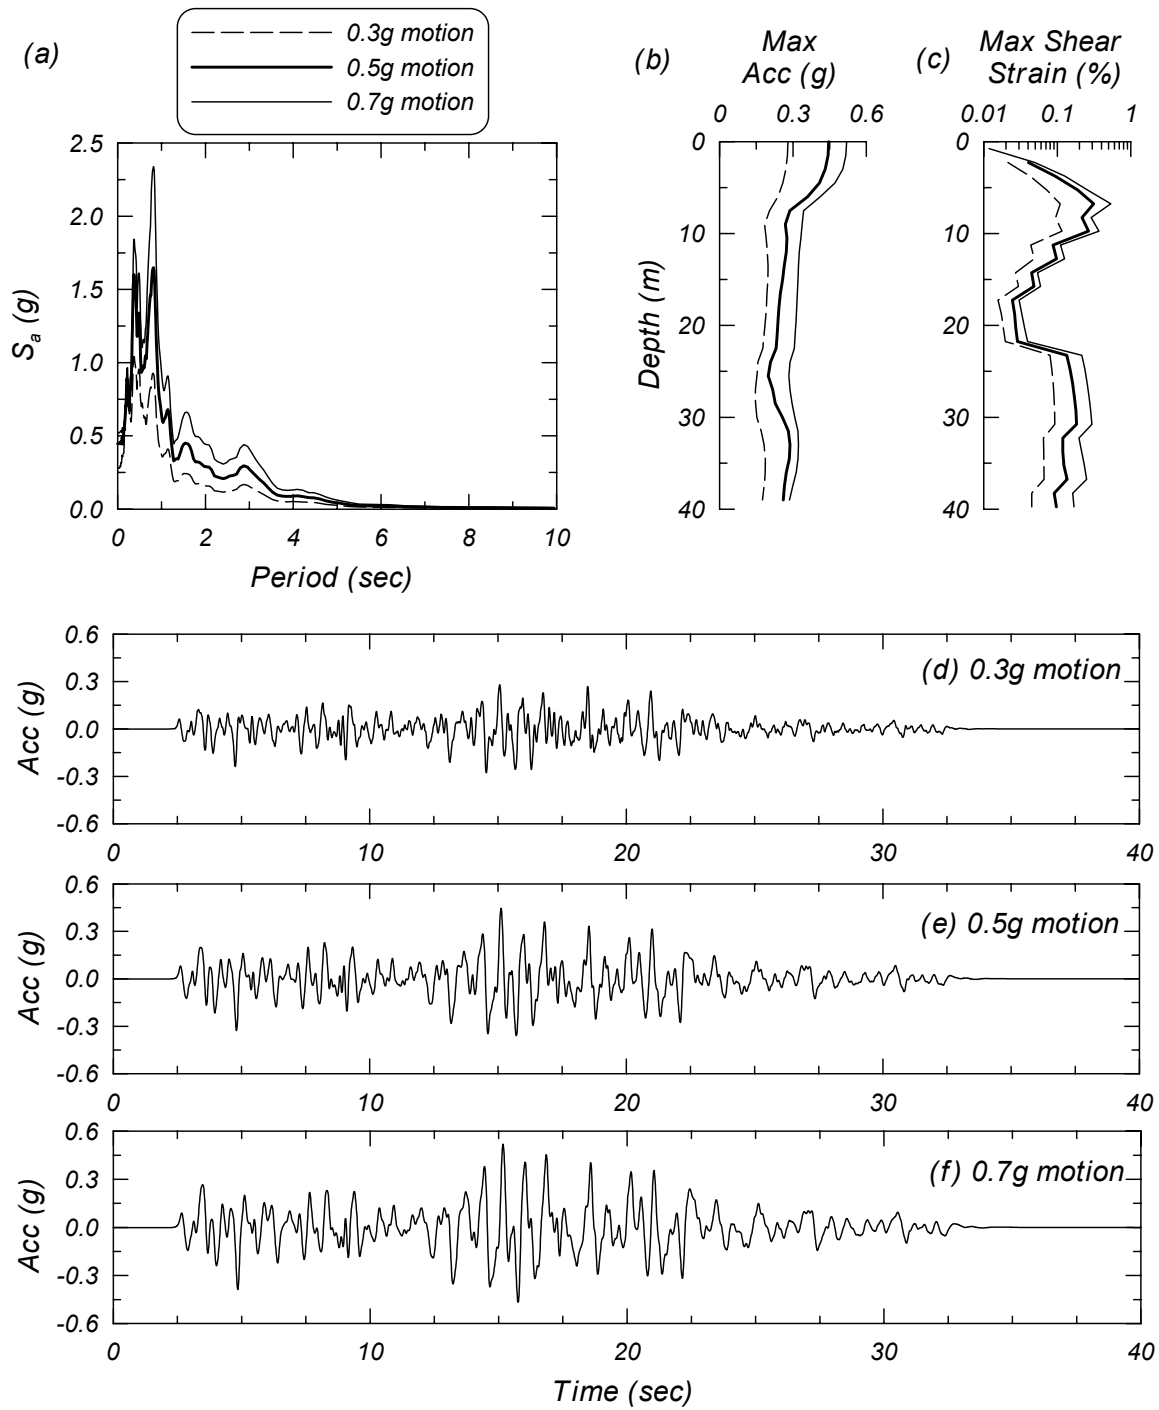 (a)
0.3g motion
0.5g motion
0.7g motion
2.5
2.0
1.5
1.0
0.5
0.0
S_a (g)
0 2 4 6 8 10
Period (sec)
(b)
Max
Acc (g)
0 0.3 0.6
0
10
20
30
40
Depth (m)
(c)
Max Shear
Strain (%)
0.01 0.1 1
0
10
20
30
40
(d) 0.3g motion
0.6
0.3
0.0
-0.3
-0.6
Acc (g)
0 10 20 30 40
(e) 0.5g motion
0.6
0.3
0.0
-0.3
-0.6
Acc (g)
0 10 20 30 40
(f) 0.7g motion
0.6
0.3
0.0
-0.3
-0.6
Acc (g)
0 10 20 30 40
Time (sec)